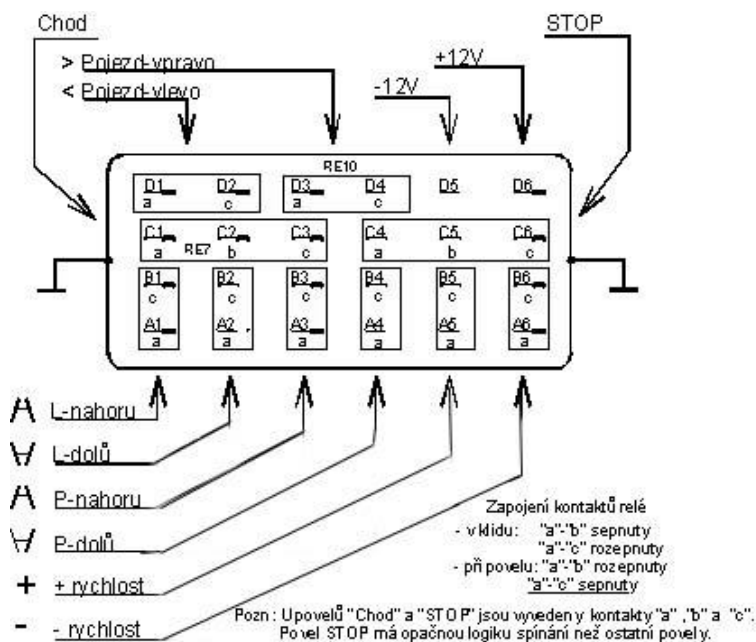 Chod
STOP
> Pojezd-vpravo
< Pojezd-vlevo
+12V
-12V
RE10
D1 D2 D3 D4 D5 D6
a c a c
C1 C2 C3 C4 C5 C6
a RE7 b c a b c
B1 B2 B3 B4 B5 B6
c c c c c c
A1 A2 A3 A4 A5 A6
a a a a a a
L-nahoru
L-dolů
P-nahoru
P-dolů
+ + rychlost
- - rychlost
Zapojení kontaktů relé
- v klidu: "a"-"b" sepnuty
"a"-"c" rozepnuty
- při povelu: "a"-"b" rozepnuty
"a"-"c" sepnuty
Pozn: U povelů "Chod" a "STOP" jsou vyvedeny kontakty "a", "b" a "c".
Povel STOP má opačnou logiku spínání než ostatní povely.